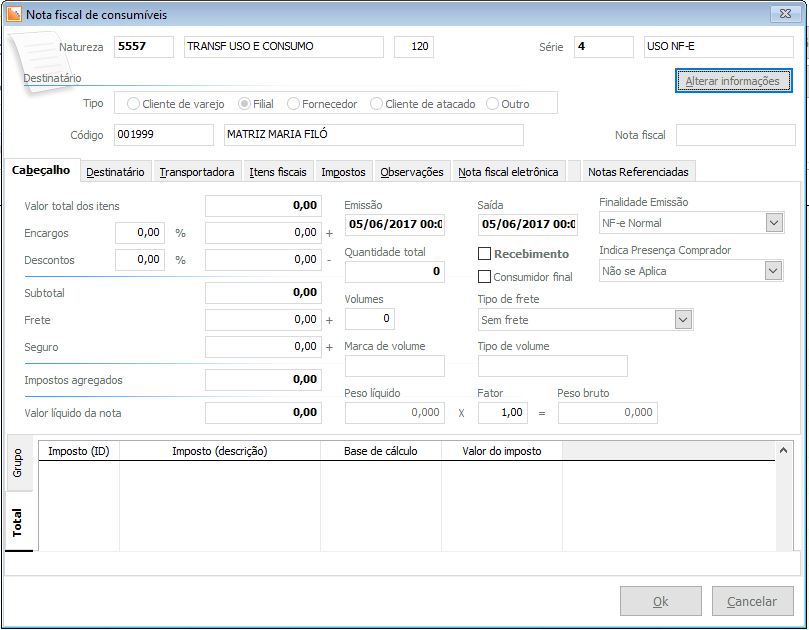 Nota fiscal de consumíveis
Natureza 5557 TRANSF USO E CONSUMO 120 Série 4 USO NF-E
Destinatário
Alterar informações
Tipo Cliente de varejo Filial Fornecedor Cliente de atacado Outro
Código 001999 MATRIZ MARIA FILÓ Nota fiscal
Cabeçalho Destinatário Transportadora Itens fiscais Impostos Observações Nota fiscal eletrônica Notas Referenciadas
Valor total dos itens 0,00
Encargos 0,00 % 0,00 +
Descontos 0,00 % 0,00 -
Subtotal 0,00
Frete 0,00 +
Seguro 0,00 +
Impostos agregados 0,00
Valor líquido da nota 0,00
Emissão
05/06/2017 00:0
Quantidade total
0
Volumes
0
Marca de volume
Peso líquido Fator Peso bruto
0,000 X 1,00 = 0,000
Saída
05/06/2017 00:0
Recebimento
Consumidor final
Tipo de frete
Sem frete
Tipo de volume
Finalidade Emissão
NF-e Normal
Indica Presença Comprador
Não se Aplica
Grupo
Total
Imposto (ID) Imposto (descrição) Base de cálculo Valor do imposto
Ok Cancelar